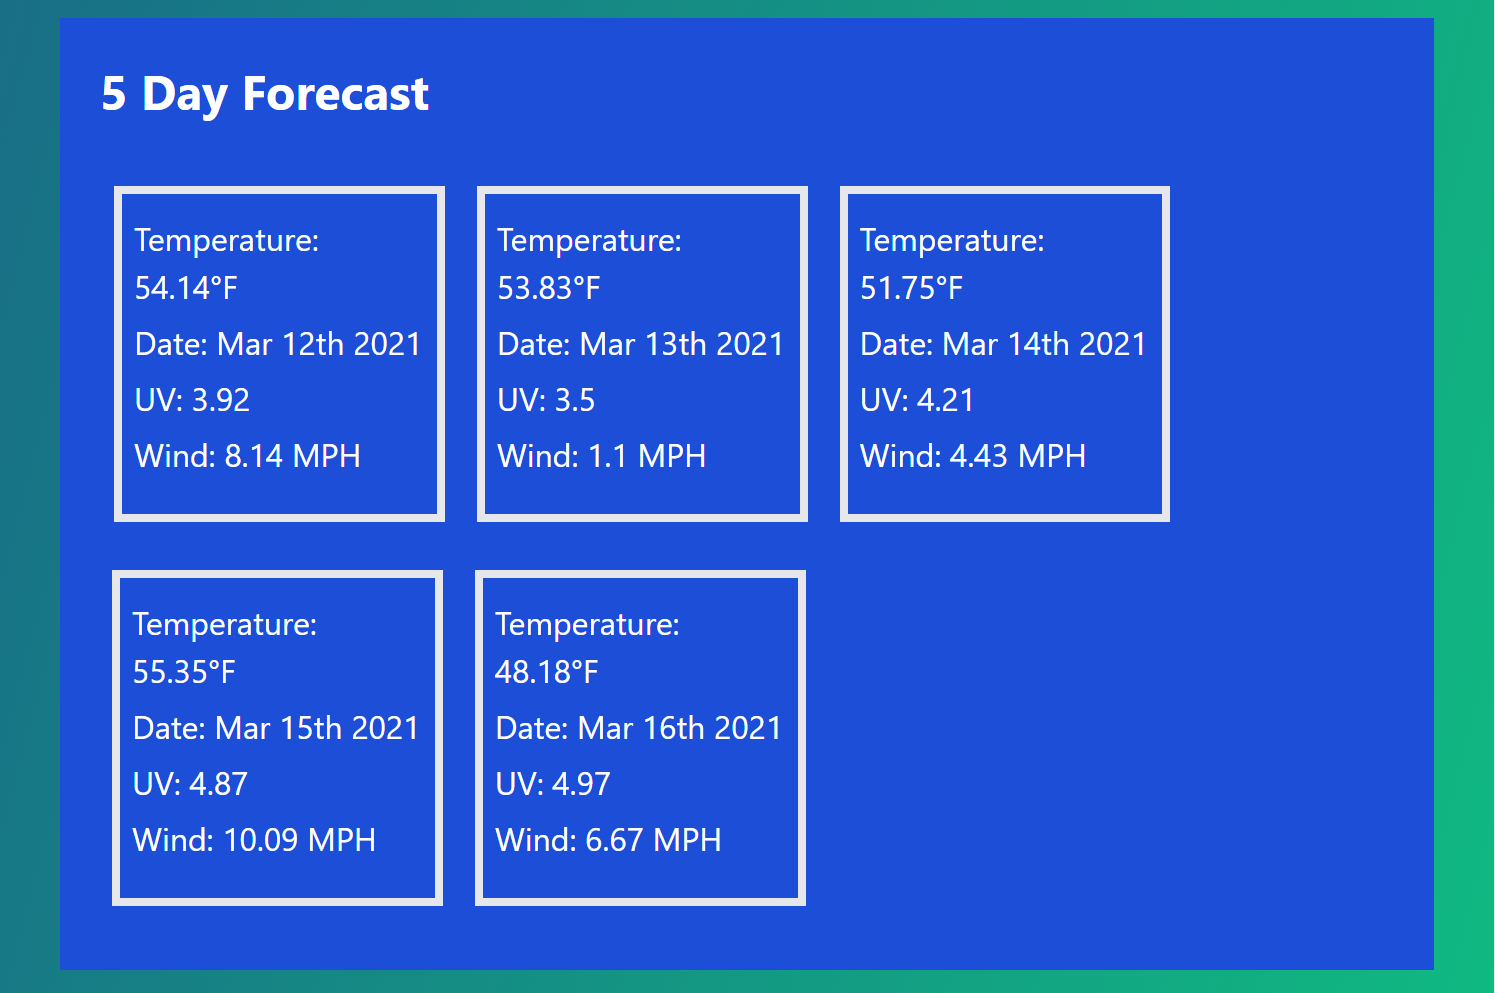 5 Day Forecast
Temperature:
54.14°F
Date: Mar 12th 2021
UV: 3.92
Wind: 8.14 MPH
Temperature:
53.83°F
Date: Mar 13th 2021
UV: 3.5
Wind: 1.1 MPH
Temperature:
51.75°F
Date: Mar 14th 2021
UV: 4.21
Wind: 4.43 MPH
Temperature:
55.35°F
Date: Mar 15th 2021
UV: 4.87
Wind: 10.09 MPH
Temperature:
48.18°F
Date: Mar 16th 2021
UV: 4.97
Wind: 6.67 MPH